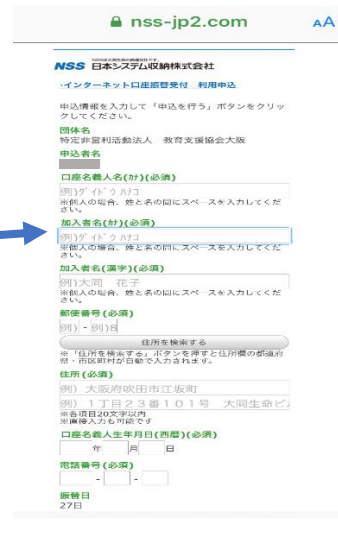 nss-jp2.com
AA
NSS 日本システム収納株式会社
・インターネット口座振替受付 利用申込
申込情報を入力して「申込を行う」ボタンをクリッ
クしてください。
団体名
特定非営利活動法人 教育支援協会大阪
申込者名
口座名義人名(カナ)(必須)
例)ダイドウ ハナコ
※個人の場合、姓と名の間にスペースを入力してくだ
さい。
加入者名(カナ)(必須)
例)ダイドウ ハナコ
※個人の場合、姓と名の間にスペースを入力してくだ
さい。
加入者名(漢字)(必須)
例)大同 花子
※個人の場合、姓と名の間にスペースを入力してくだ
さい。
郵便番号(必須)
例) - 例)8
住所を検索する
※「住所を検索する」ボタンを押すと住所欄の都道府
県・市区町村が自動で入力されます。
住所(必須)
例) 大阪府吹田市江坂町
例) 1丁目23番101号 大同生命ビ
※各項目20文字以内
※直接入力も可能です
口座名義人生年月日(西暦)(必須)
年 月 日
電話番号(必須)
- -
振替日
27日